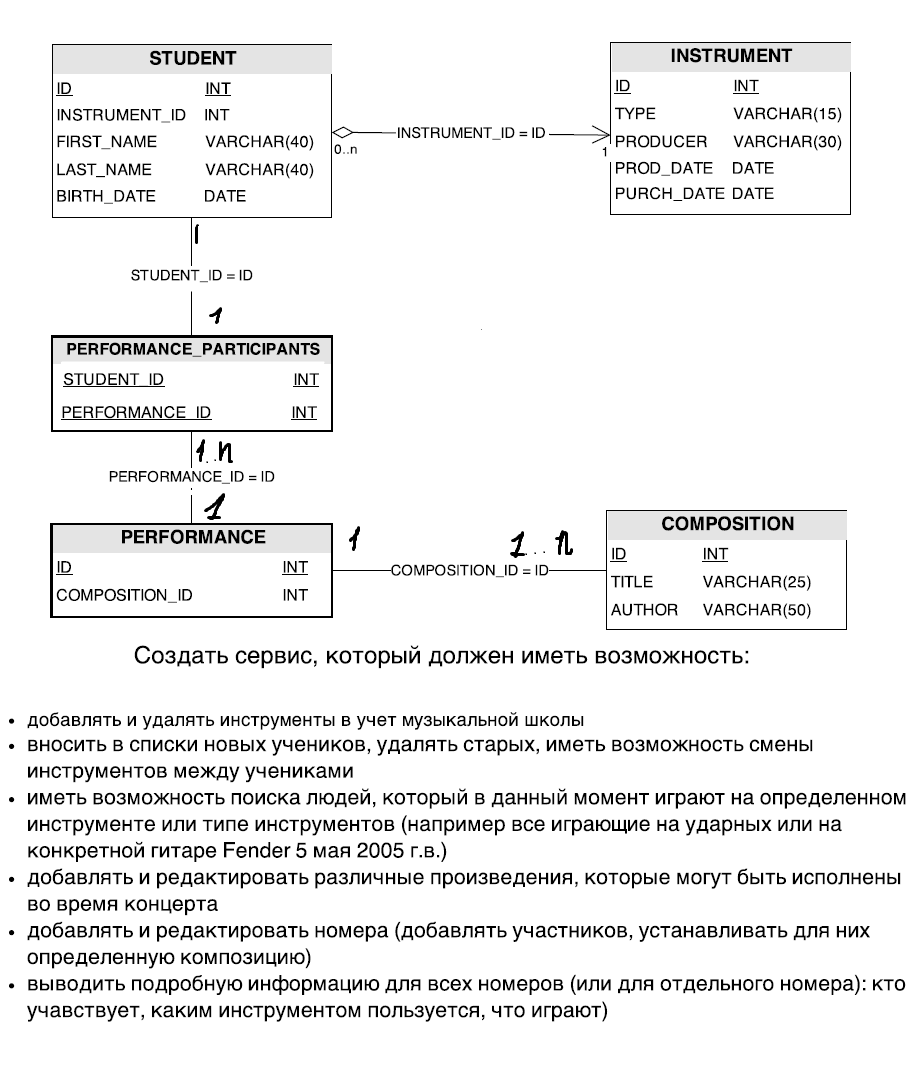 STUDENT
ID INT
INSTRUMENT_ID INT
FIRST_NAME VARCHAR(40)
LAST_NAME VARCHAR(40)
BIRTH_DATE DATE
0..n
INSTRUMENT_ID = ID
1
INSTRUMENT
ID INT
TYPE VARCHAR(15)
PRODUCER VARCHAR(30)
PROD_DATE DATE
PURCH_DATE DATE
1
STUDENT_ID = ID
1
PERFORMANCE_PARTICIPANTS
STUDENT_ID INT
PERFORMANCE_ID INT
1..n
PERFORMANCE_ID = ID
1
PERFORMANCE
ID INT
COMPOSITION_ID INT
1
1...n
COMPOSITION_ID = ID
COMPOSITION
ID INT
TITLE VARCHAR(25)
AUTHOR VARCHAR(50)
Создать сервис, который должен иметь возможность:
• добавлять и удалять инструменты в учет музыкальной школы
• вносить в списки новых учеников, удалять старых, иметь возможность смены
инструментов между учениками
• иметь возможность поиска людей, который в данный момент играют на определенном
инструменте или типе инструментов (например все играющие на ударных или на
конкретной гитаре Fender 5 мая 2005 г.в.)
• добавлять и редактировать различные произведения, которые могут быть исполнены
во время концерта
• добавлять и редактировать номера (добавлять участников, устанавливать для них
определенную композицию)
• выводить подробную информацию для всех номеров (или для отдельного номера): кто
учавствует, каким инструментом пользуется, что играют)